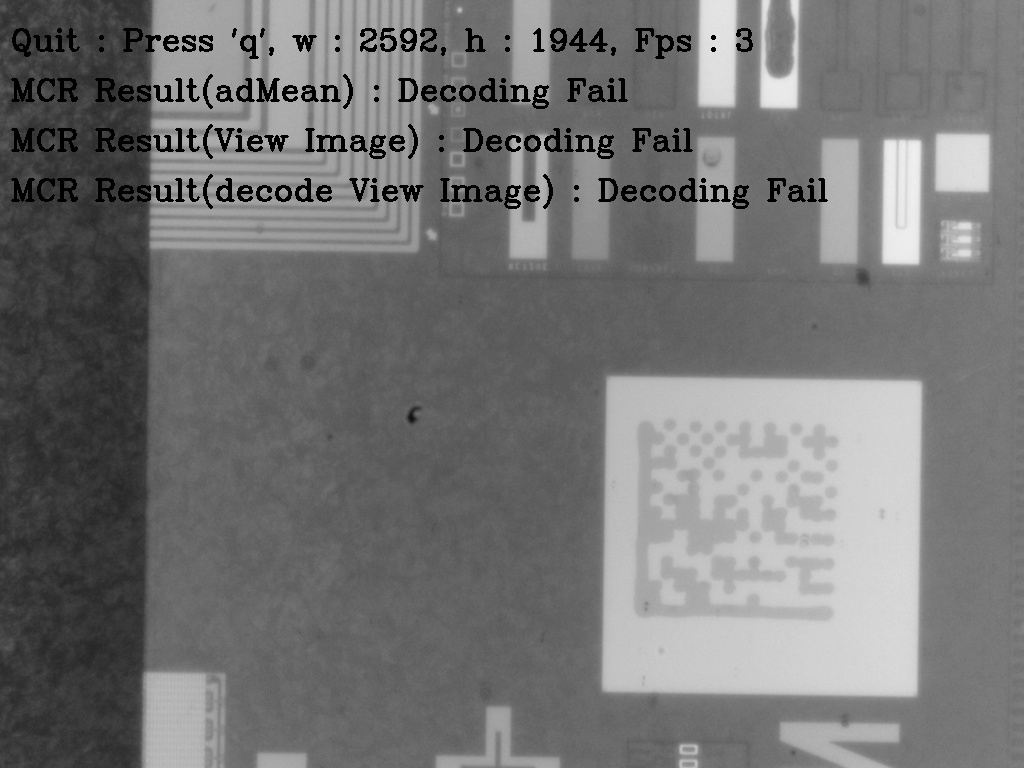 Quit : Press 'q', w : 2592, h : 1944, Fps : 3
MCR Result(adMean) : Decoding Fail
MCR Result(View Image) : Decoding Fail
MCR Result(decode View Image) : Decoding Fail